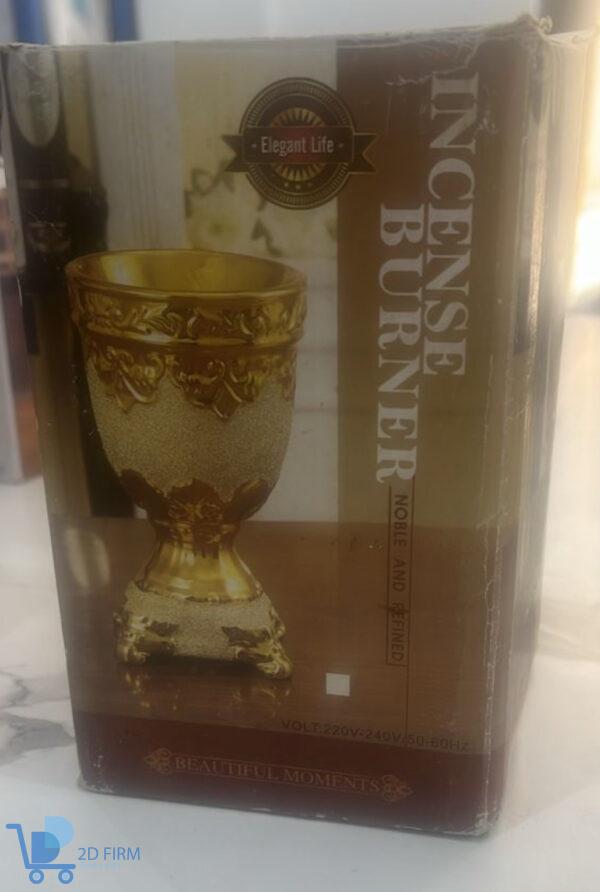 Elegant Life
INCENSE
BURNER
NOBLE AND REFINED
VOLT:220V-240V/50-60Hz
BEAUTIFUL MOMENTS
2D FIRM